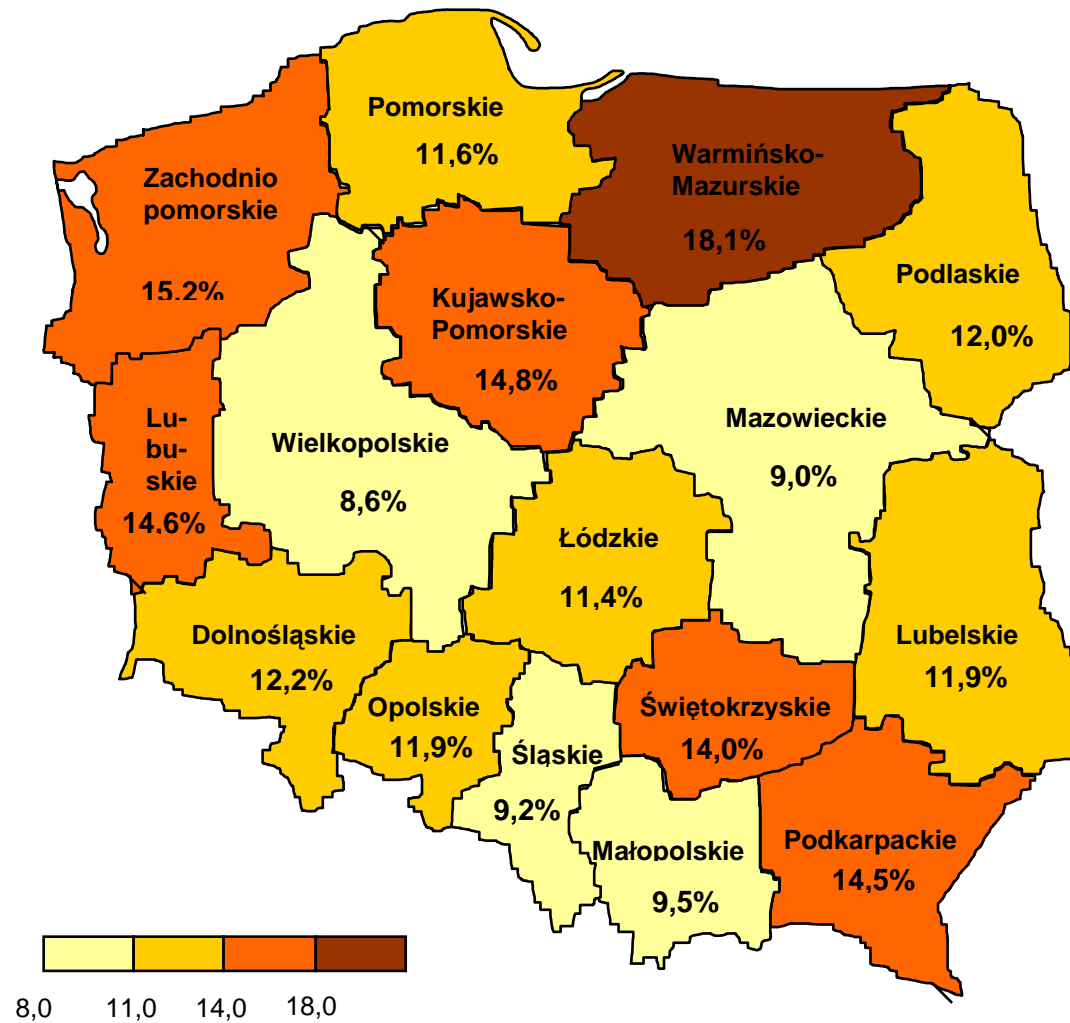 Pomorskie
11,6%
Warmińsko-
Mazurskie
18,1%
Zachodnio
pomorskie
15,2%
Podlaskie
12,0%
Kujawsko-
Pomorskie
14,8%
Lu-
bu-
skie
14,6%
Wielkopolskie
8,6%
Mazowieckie
9,0%
Łódzkie
11,4%
Dolnośląskie
12,2%
Lubelskie
11,9%
Opolskie
11,9%
Śląskie
9,2%
Świętokrzyskie
14,0%
Małopolskie
9,5%
Podkarpackie
14,5%
8,0 11,0 14,0 18,0